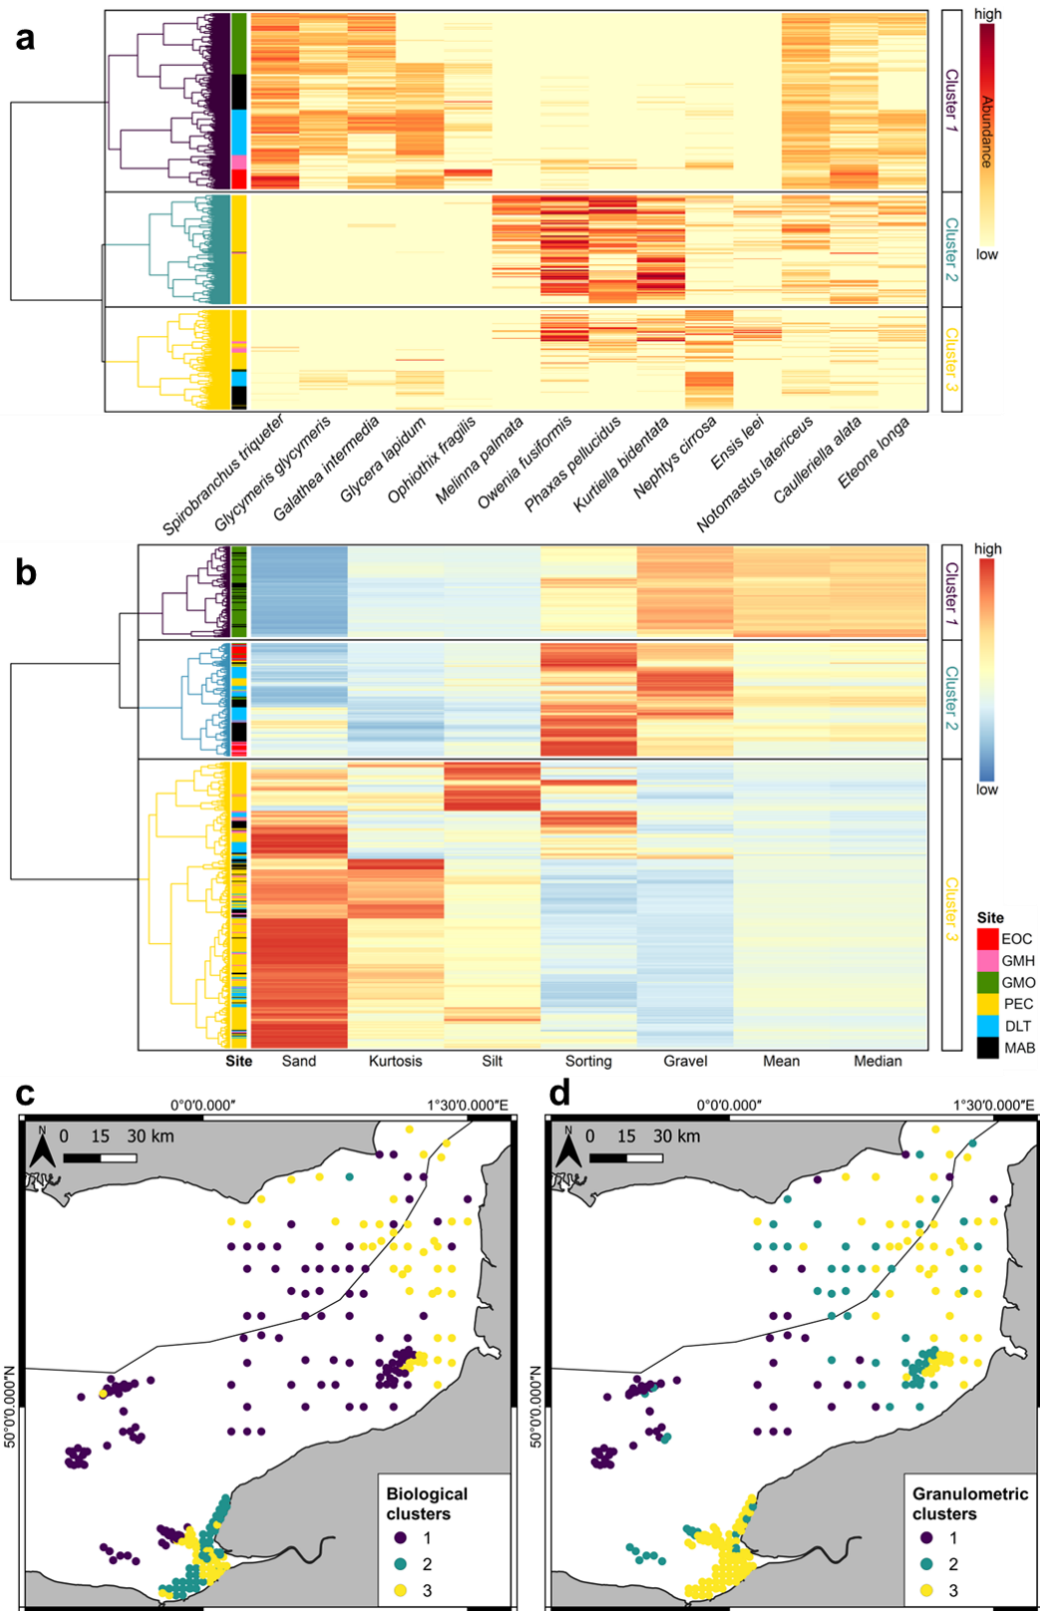 a
high
Abundance
low
Cluster 1
Cluster 2
Cluster 3
Spirobranchus triqueter
Glycymeris glycymeris
Galathea intermedia
Glycera lapidum
Ophiothix fragilis
Melinna palmata
Owenia fusiformis
Phaxas pellucidus
Kurtiella bidentata
Nephtys cirrosa
Ensis leei
Notomastus latericeus
Caulleriella alata
Eteone longa
b
high
low
Cluster 1
Cluster 2
Cluster 3
Site
EOC
GMH
GMO
PEC
DLT
MAB
Site Sand Kurtosis Silt Sorting Gravel Mean Median
c
0°0'0.000" 1°30'0.000"E
N 0 15 30 km
50°0'0.000"N
Biological
clusters
1
2
3
d
0°0'0.000" 1°30'0.000"E
N 0 15 30 km
50°0'0.000"N
Granulometric
clusters
1
2
3